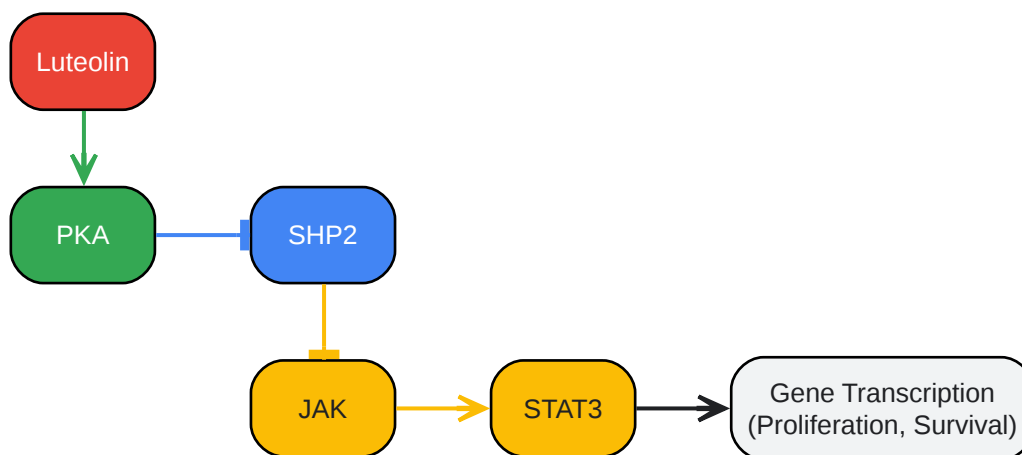 Luteolin
PKA
SHP2
JAK
STAT3
Gene Transcription
(Proliferation, Survival)